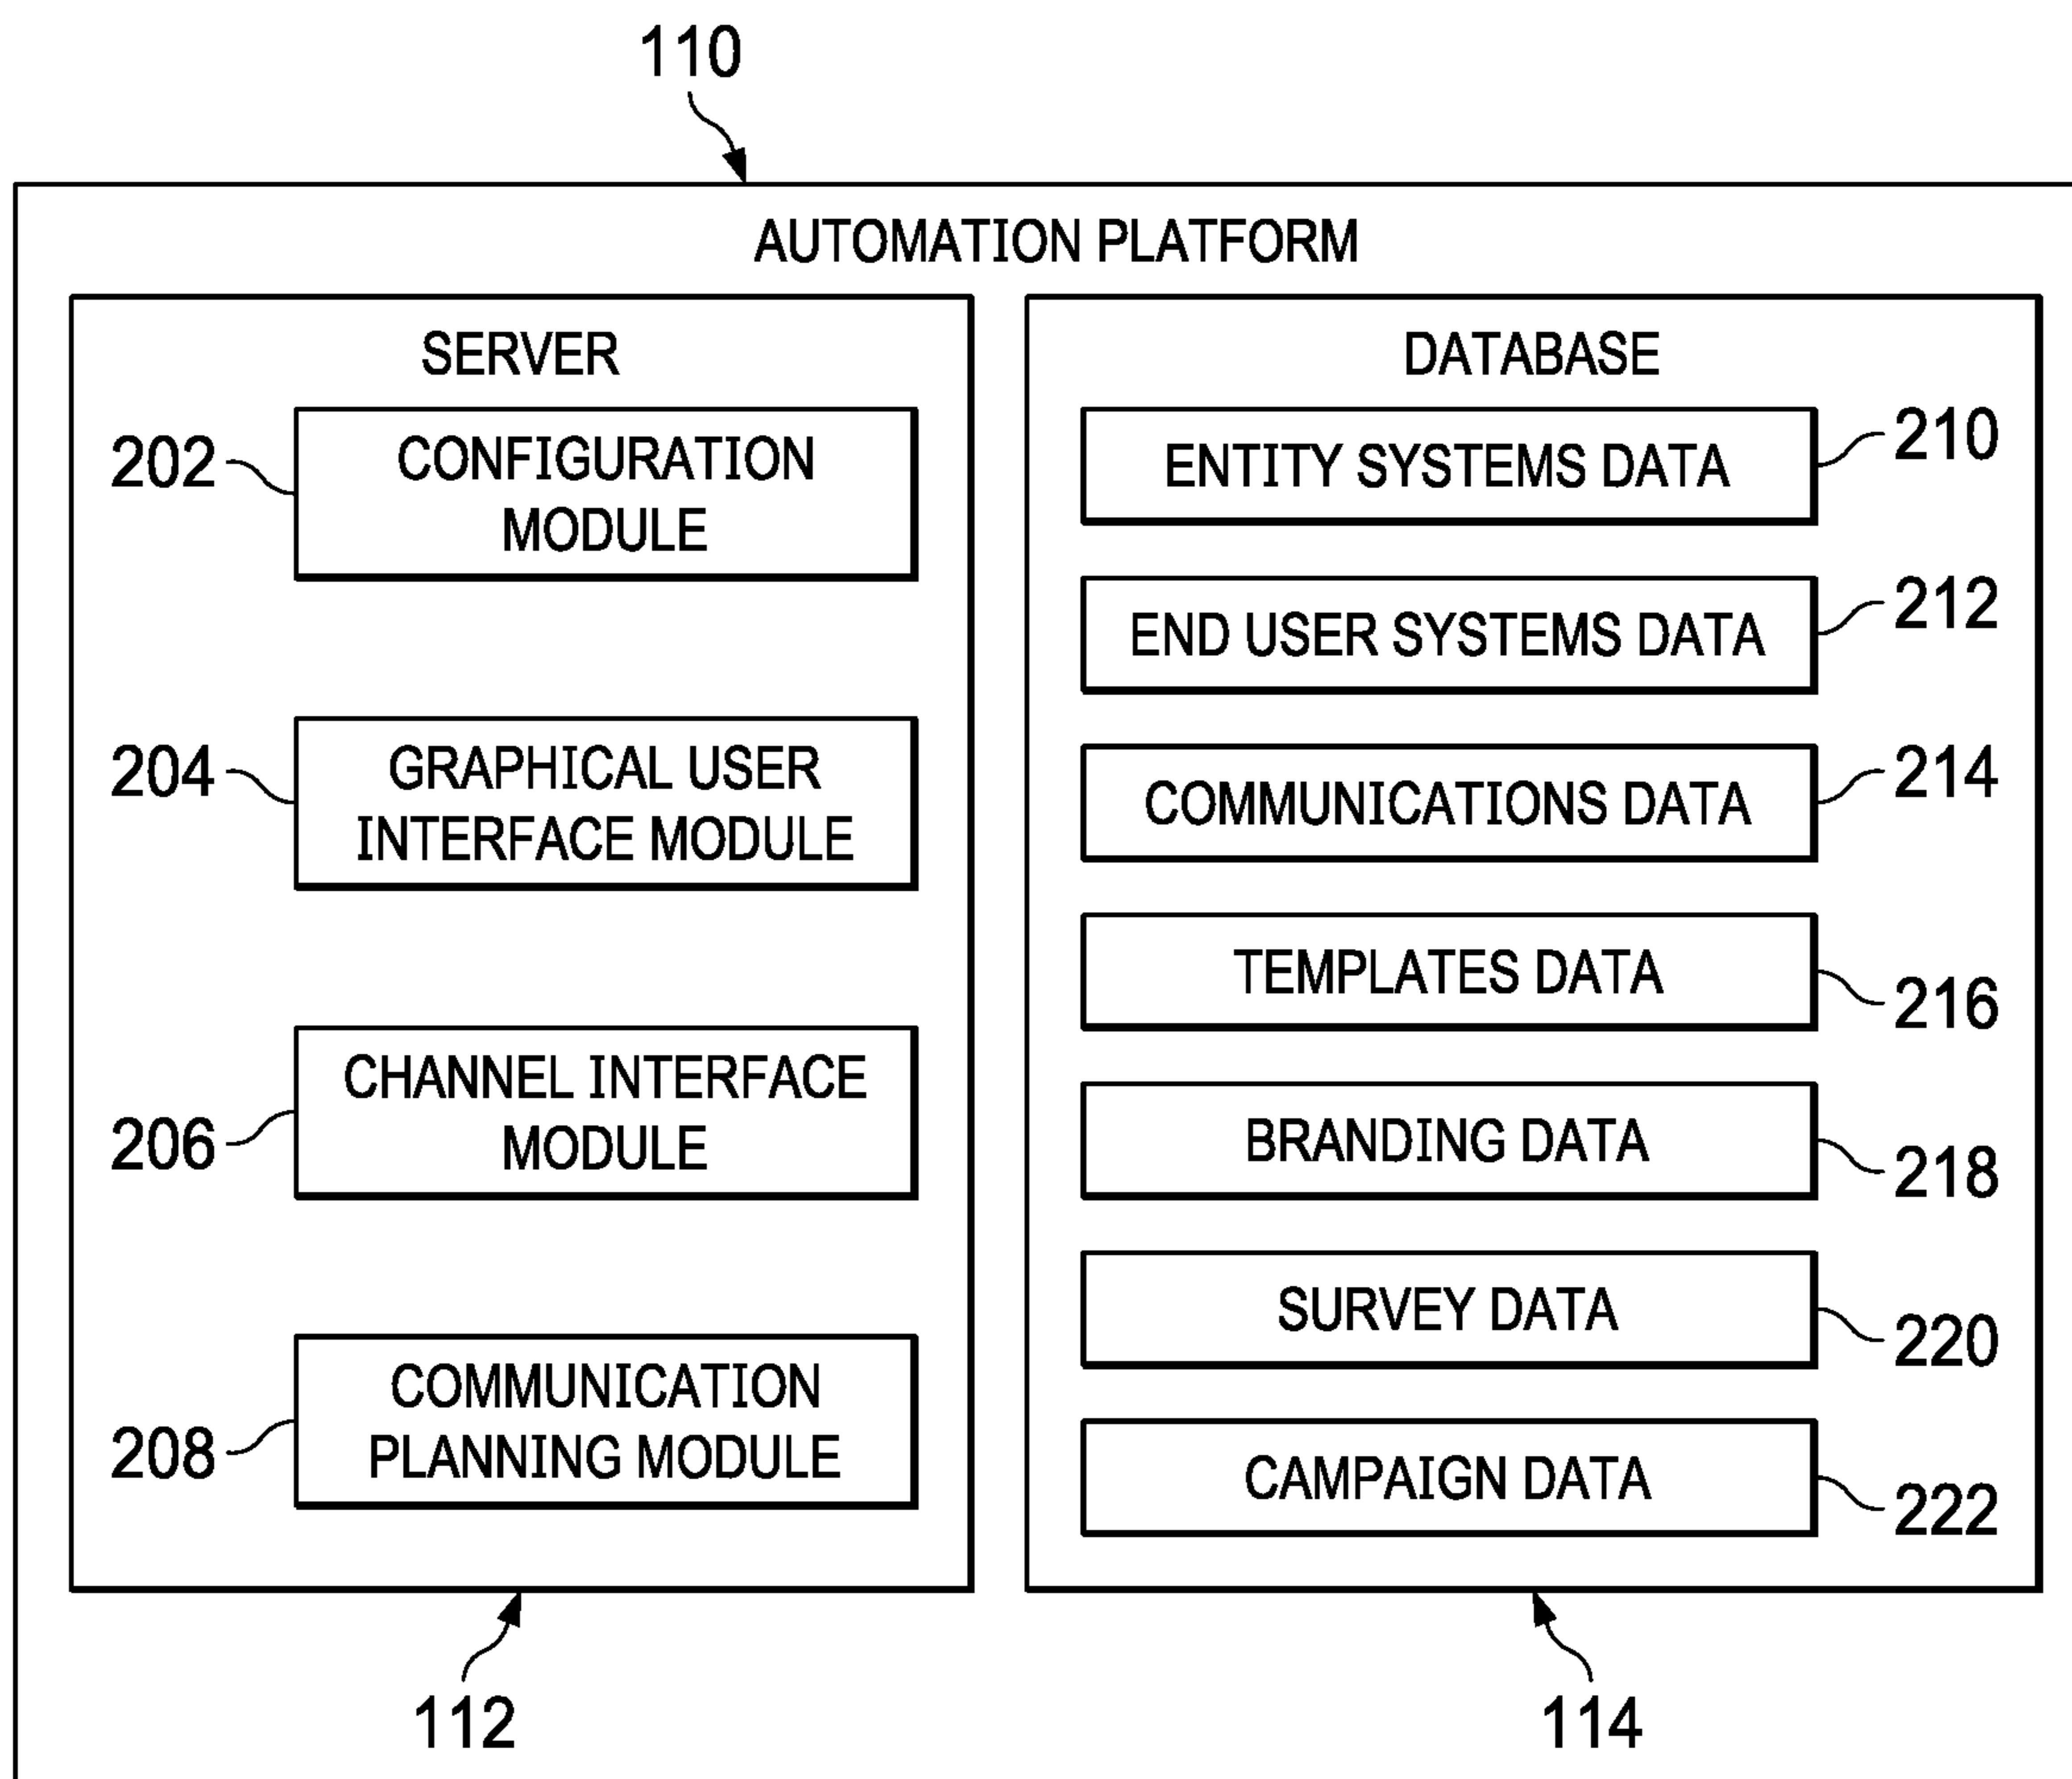 110
AUTOMATION PLATFORM
SERVER
202
CONFIGURATION
MODULE
204
GRAPHICAL USER
INTERFACE MODULE
206
CHANNEL INTERFACE
MODULE
208
COMMUNICATION
PLANNING MODULE
112
DATABASE
ENTITY SYSTEMS DATA
210
END USER SYSTEMS DATA
212
COMMUNICATIONS DATA
214
TEMPLATES DATA
216
BRANDING DATA
218
SURVEY DATA
220
CAMPAIGN DATA
222
114